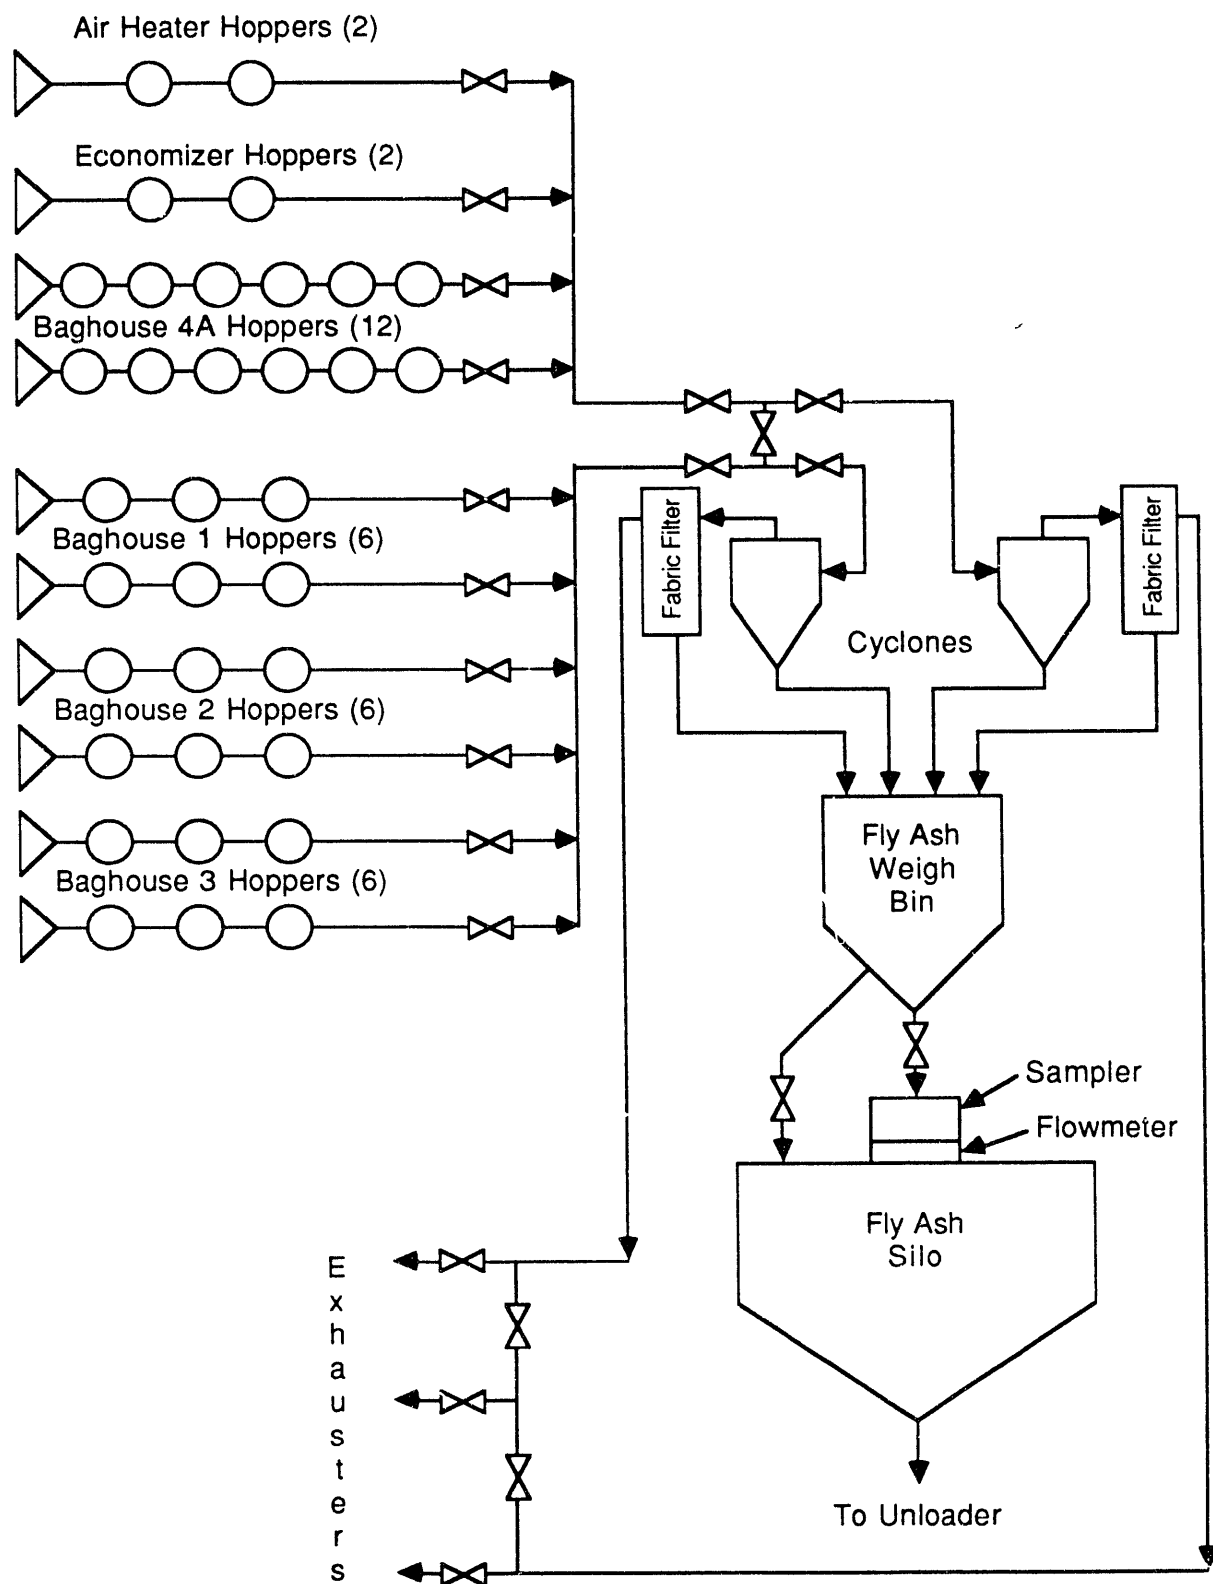 Air Heater Hoppers (2)
Economizer Hoppers (2)
Baghouse 4A Hoppers (12)
Baghouse 1 Hoppers (6)
Baghouse 2 Hoppers (6)
Baghouse 3 Hoppers (6)
Fabric Filter
Fabric Filter
Cyclones
Fly Ash
Weigh
Bin
Sampler
Flowmeter
Fly Ash
Silo
Exhausters
To Unloader